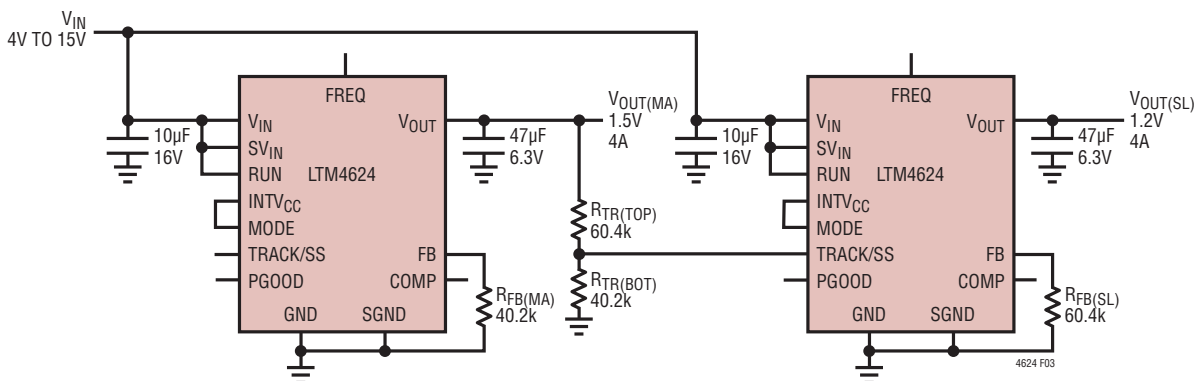 VIN
4V TO 15V
10µF
16V
FREQ
VIN
SVIN
RUN
INTVCC
MODE
TRACK/SS
PGOOD
LTM4624
VOUT
FB
COMP
GND
SGND
47µF
6.3V
VOUT(MA)
1.5V
4A
RTR(TOP)
60.4k
RTR(BOT)
40.2k
RFB(MA)
40.2k
10µF
16V
FREQ
VIN
SVIN
RUN
INTVCC
MODE
TRACK/SS
PGOOD
LTM4624
VOUT
FB
COMP
GND
SGND
47µF
6.3V
VOUT(SL)
1.2V
4A
RFB(SL)
60.4k
4624 F03